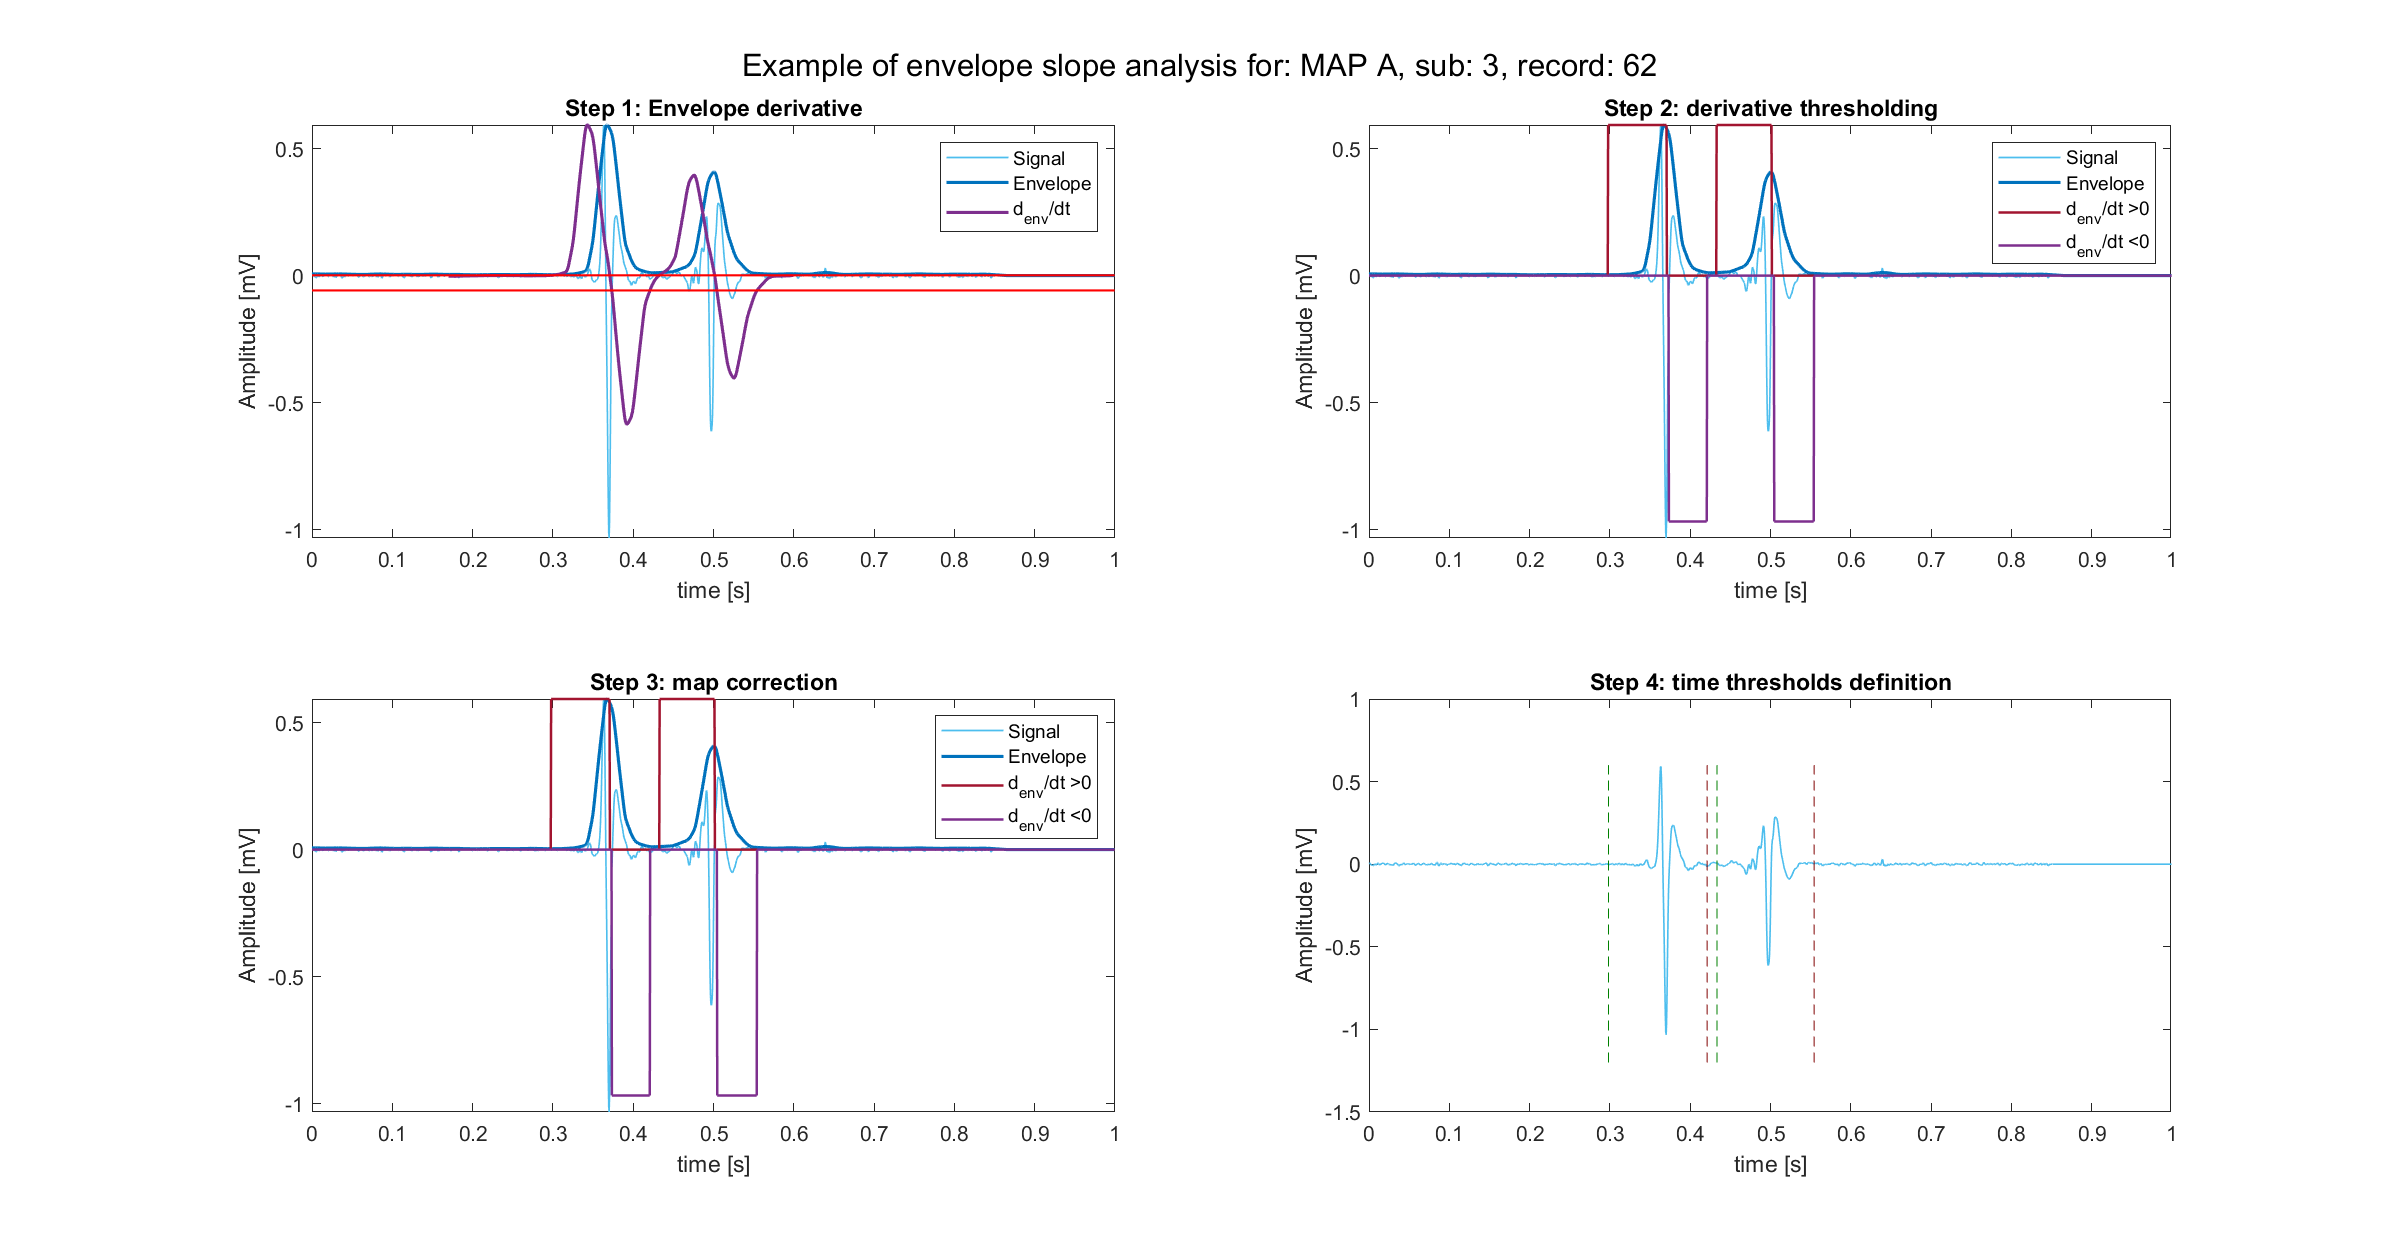 Example of envelope slope analysis for: MAP A, sub: 3, record: 62
Step 1: Envelope derivative
Amplitude [mV]
0.5
0
-0.5
-1
Signal
Envelope
d_env/dt
0 0.1 0.2 0.3 0.4 0.5 0.6 0.7 0.8 0.9 1
time [s]
Step 2: derivative thresholding
Amplitude [mV]
0.5
0
-0.5
-1
Signal
Envelope
d_env/dt >0
d_env/dt <0
0 0.1 0.2 0.3 0.4 0.5 0.6 0.7 0.8 0.9 1
time [s]
Step 3: map correction
Amplitude [mV]
0.5
0
-0.5
-1
Signal
Envelope
d_env/dt >0
d_env/dt <0
0 0.1 0.2 0.3 0.4 0.5 0.6 0.7 0.8 0.9 1
time [s]
Step 4: time thresholds definition
Amplitude [mV]
1
0.5
0
-0.5
-1
-1.5
0 0.1 0.2 0.3 0.4 0.5 0.6 0.7 0.8 0.9 1
time [s]